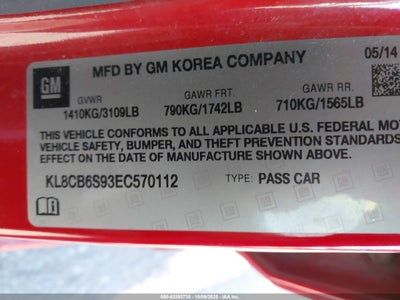 GM
MFD BY GM KOREA COMPANY
05/14
GVWR
GAWR FRT.
GAWR RR.
1410KG/3109LB
790KG/1742LB
710KG/1565LB
THIS VEHICLE CONFORMS TO ALL APPLICABLE U.S. FEDERAL MOT
VEHICLE SAFETY, BUMPER, AND THEFT PREVENTION STANDARDS
EFFECT ON THE DATE OF MANUFACTURE SHOWN ABOVE.
KL8CB6S93EC570112
TYPE: PASS CAR